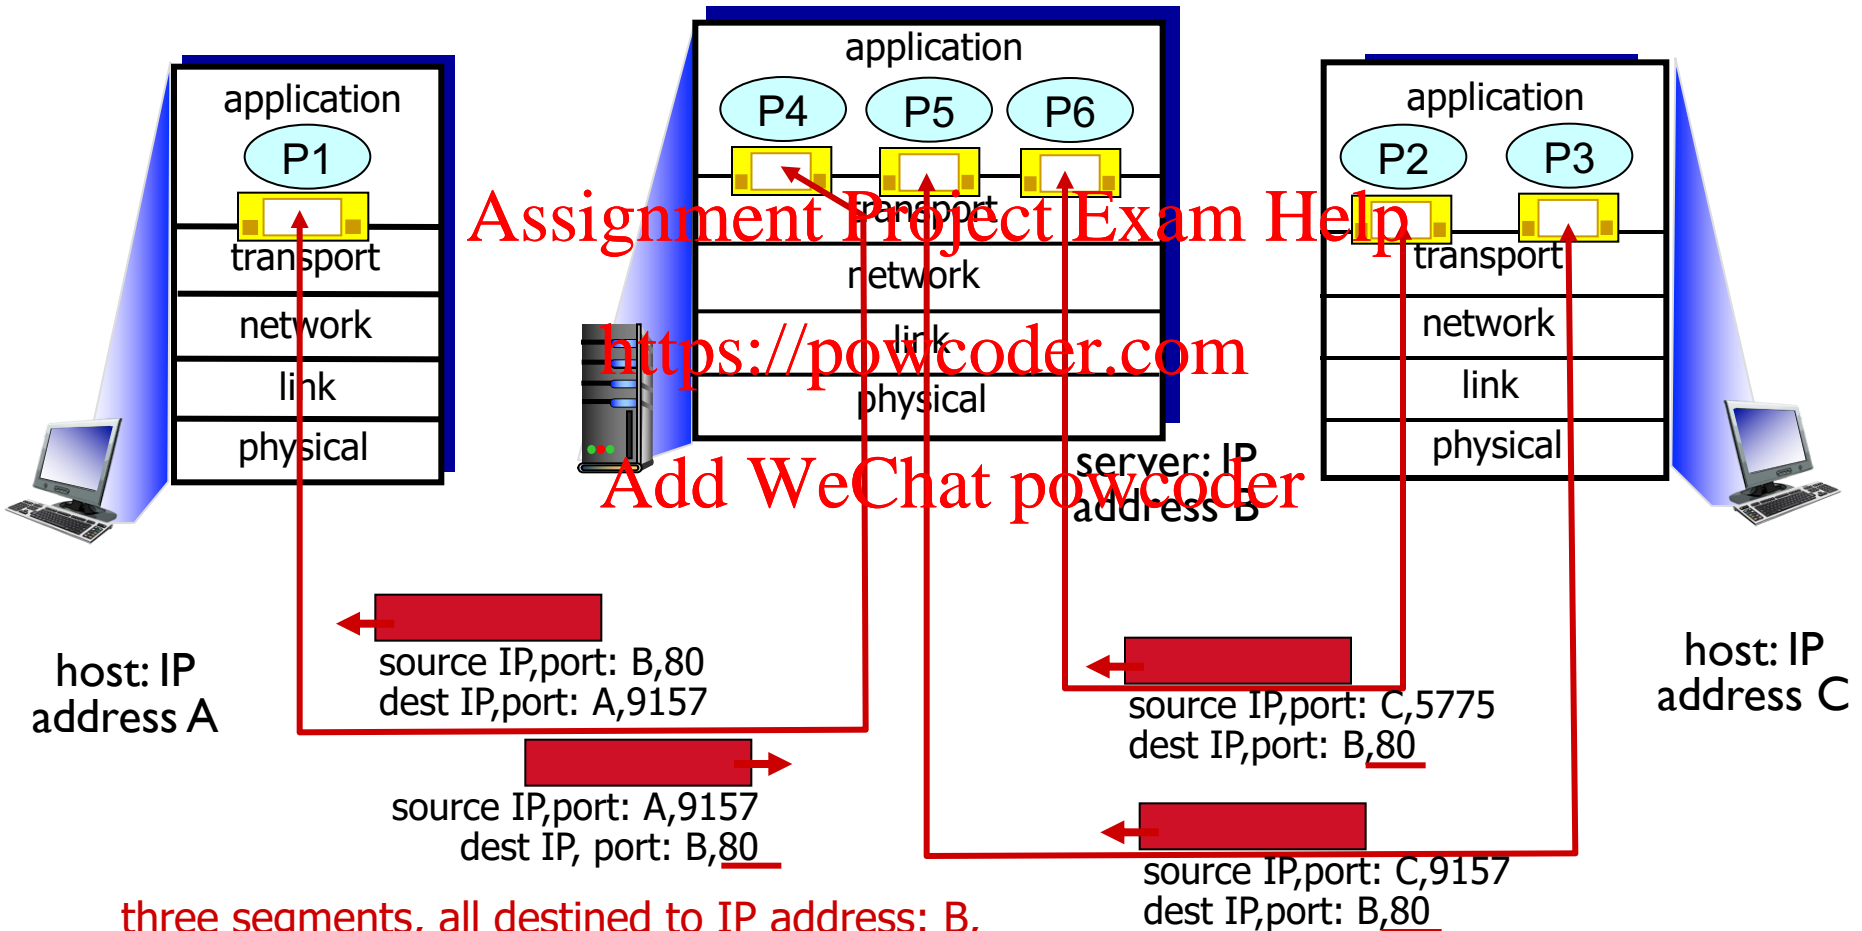 application
P1
transport
network
link
physical
host: IP
address A
application
P4 P5 P6
transport
network
link
physical
server: IP
address B
application
P2 P3
transport
network
link
physical
host: IP
address C
Assignment Project Exam Help
https://powcoder.com
Add WeChat powcoder
source IP,port: B,80
dest IP,port: A,9157
source IP,port: A,9157
dest IP, port: B,80
source IP,port: C,5775
dest IP,port: B,80
source IP,port: C,9157
dest IP,port: B,80
three segments, all destined to IP address: B,